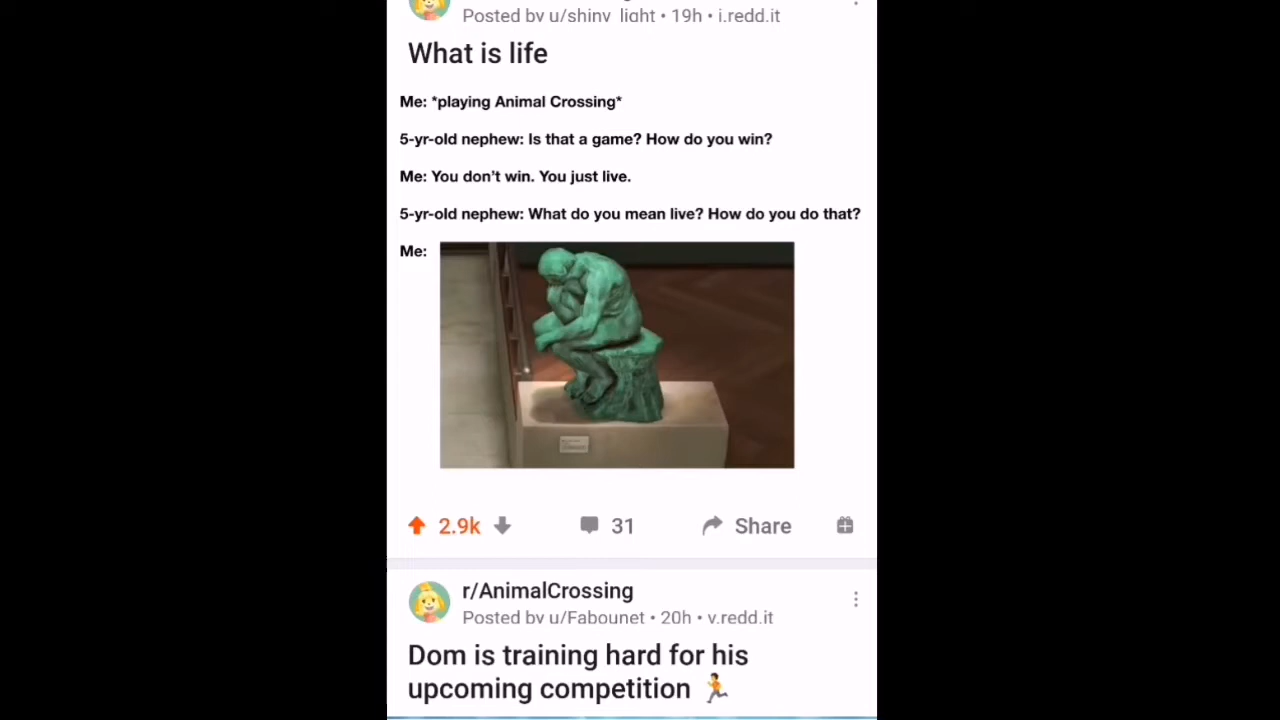 Posted by u/shiny_light • 19h • i.redd.it
What is life
Me: *playing Animal Crossing*
5-yr-old nephew: Is that a game? How do you win?
Me: You don’t win. You just live.
5-yr-old nephew: What do you mean live? How do you do that?
Me:
2.9k 31 Share
r/AnimalCrossing
Posted by u/Fabounet • 20h • v.redd.it
Dom is training hard for his
upcoming competition 🏃